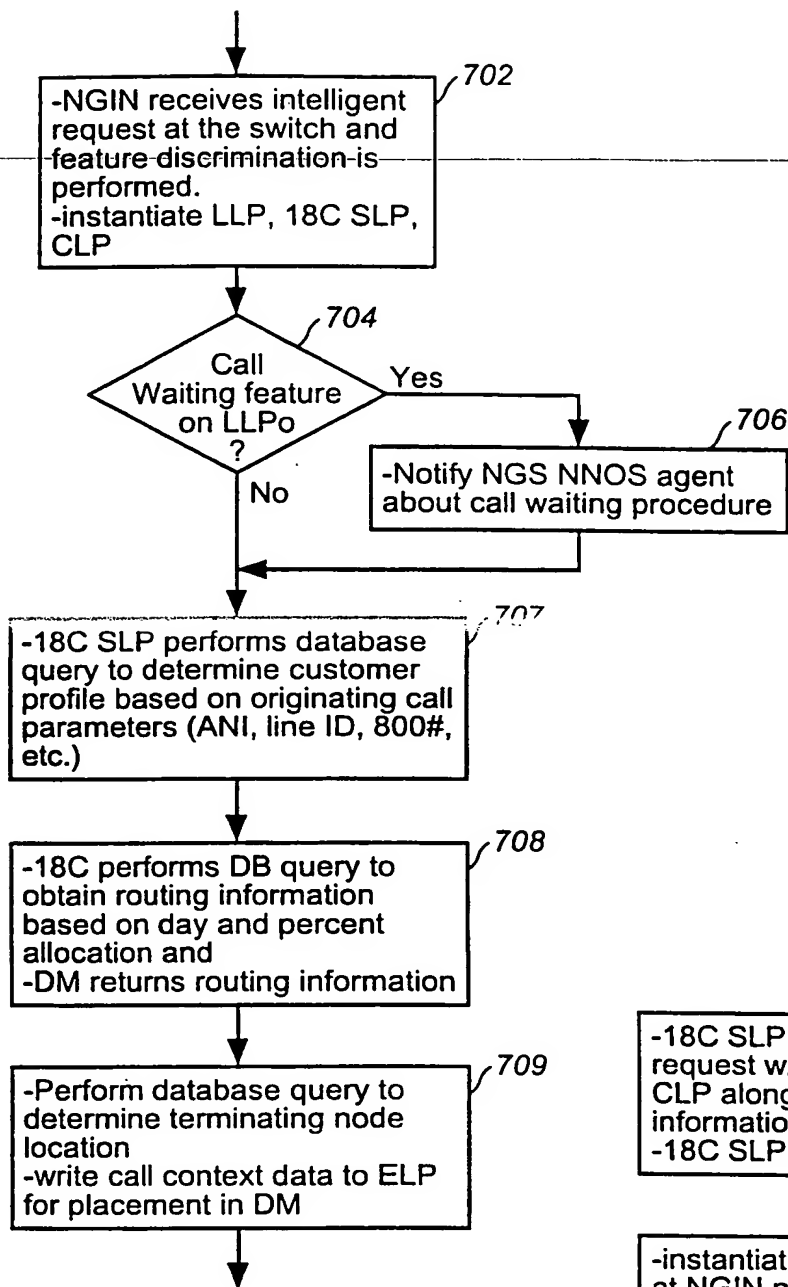 702
-NGIN receives intelligent
request at the switch and
feature discrimination is
performed.
-instantiate LLP, 18C SLP,
CLP
704
Call
Waiting feature
on LLPo
?
Yes
No
706
-Notify NGS NNOS agent
about call waiting procedure
707
-18C SLP performs database
query to determine customer
profile based on originating call
parameters (ANI, line ID, 800#,
etc.)
708
-18C performs DB query to
obtain routing information
based on day and percent
allocation and
-DM returns routing information
709
-Perform database query to
determine terminating node
location
-write call context data to ELP
for placement in DM
-18C SLP
request
CLP along
informatio
-18C SLP
-instantiat
at NGIN